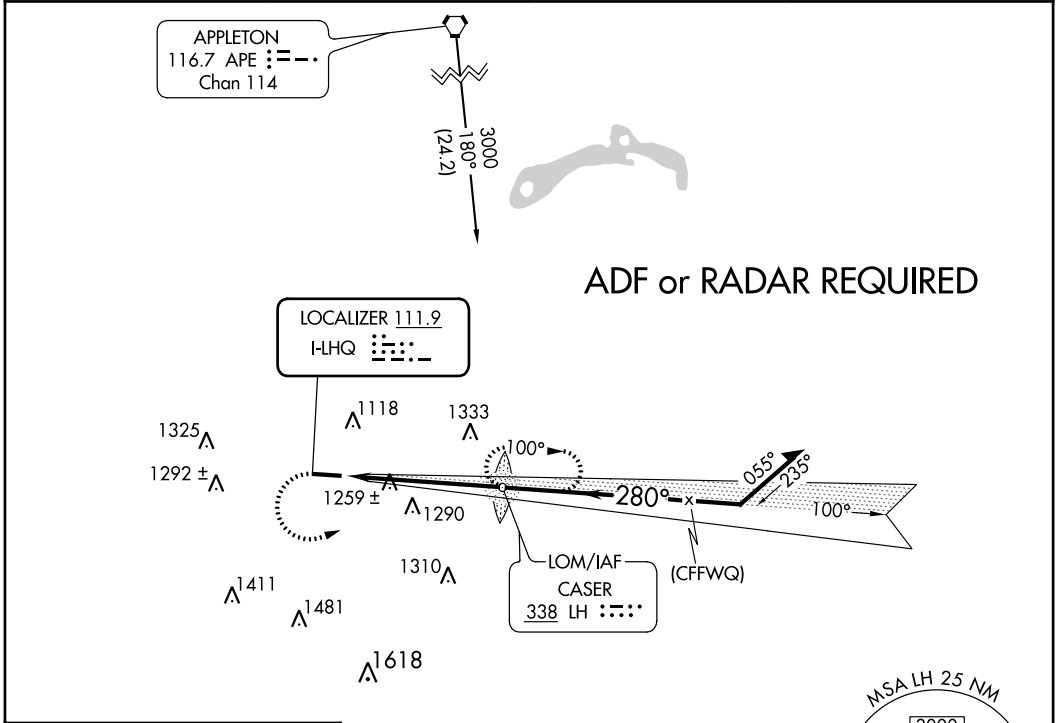 APPLETON
116.7 APE
Chan 114
3000
180°
(24.2)
ADF or RADAR REQUIRED
LOCALIZER 111.9
I-LHQ
1118
1333
1325
1292 ±
100°
055°
235°
1259 ±
280°
x
100°
1290
LOM/IAF
CASER
338 LH
(CFFWQ)
1310
1411
1481
1618
MSA LH 25 NM